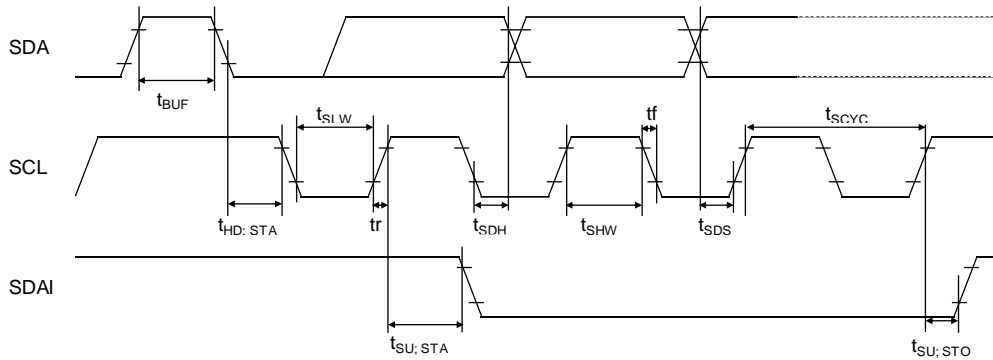 SDA
tBUF
tSLW
tf
tSCYC
SCL
tHD: STA
tr
tSDH
tSHW
tSDS
SDAI
tSU; STA
tSU; STO